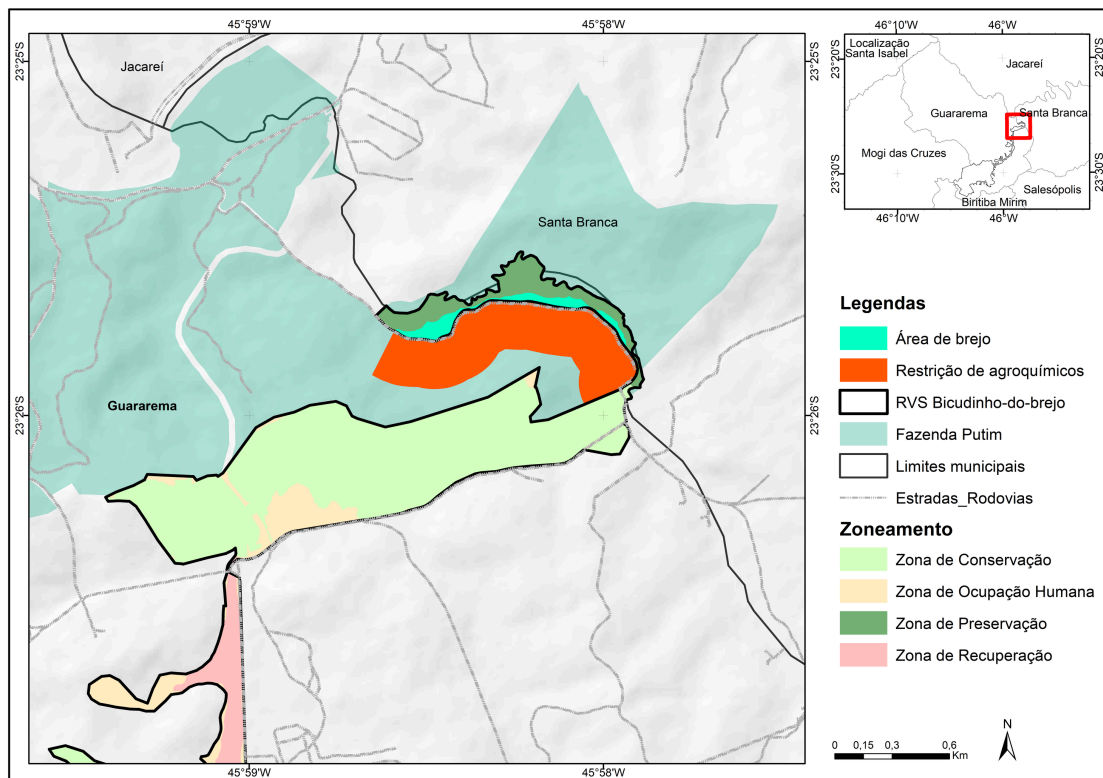 45°59'W
45°58'W
23°25'S
23°26'S
Jacareí
Santa Branca
Guararema
45°59'W
45°58'W
46°10'W
46°W
23°20'S
23°30'S
Localização
Santa Isabel
Jacareí
Guararema
Santa Branca
Mogi das Cruzes
Salesópolis
Biritiba Mirim
23°20'S
23°30'S
46°10'W
46°W
Legendas
Área de brejo
Restrição de agroquímicos
RVS Bicudinho-do-brejo
Fazenda Putim
Limites municipais
Estradas_Rodovias
Zoneamento
Zona de Conservação
Zona de Ocupação Humana
Zona de Preservação
Zona de Recuperação
0 0,15 0,3 0,6
Km
N